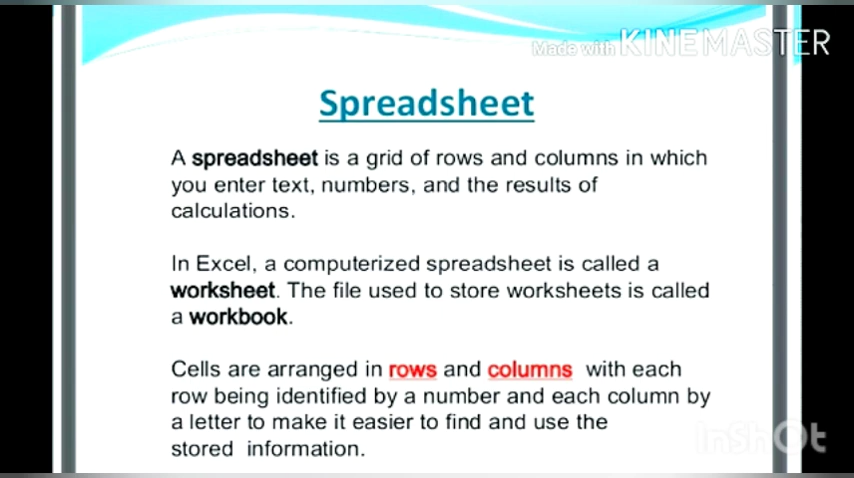 Made with KINEMASTER
Spreadsheet
A spreadsheet is a grid of rows and columns in which
you enter text, numbers, and the results of
calculations.
In Excel, a computerized spreadsheet is called a
worksheet. The file used to store worksheets is called
a workbook.
Cells are arranged in rows and columns with each
row being identified by a number and each column by
a letter to make it easier to find and use the
stored information.
InShOt